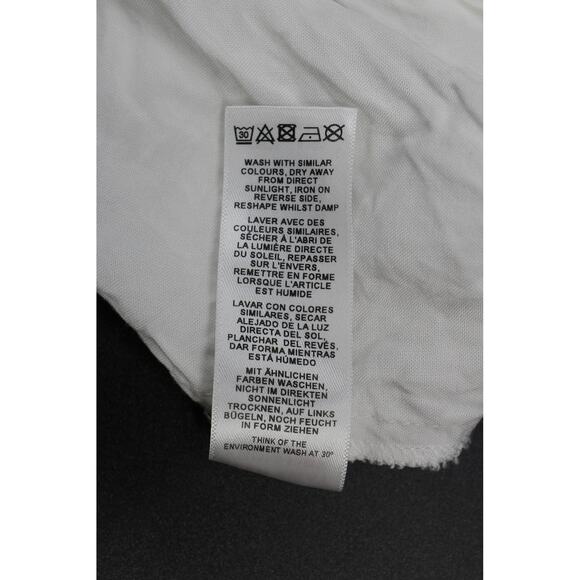 30
WASH WITH SIMILAR
COLOURS, DRY AWAY
FROM DIRECT
SUNLIGHT, IRON ON
REVERSE SIDE,
RESHAPE WHILST DAMP
LAVER AVEC DES
COULEURS SIMILAIRES,
SÉCHER À L'ABRI DE
LA LUMIÈRE DIRECTE
DU SOLEIL, REPASSER
SUR L'ENVERS,
REMETTRE EN FORME
LORSQUE L'ARTICLE
EST HUMIDE
LAVAR CON COLORES
SIMILARES, SECAR
ALEJADO DE LA LUZ
DIRECTA DEL SOL,
PLANCHAR DEL REVÉS,
DAR FORMA MIENTRAS
ESTÁ HÚMEDO
MIT ÄHNLICHEN
FARBEN WASCHEN,
NICHT IM DIREKTEN
SONNENLICHT
TROCKNEN, AUF LINKS
BÜGELN, NOCH FEUCHT
IN FORM ZIEHEN
THINK OF THE
ENVIRONMENT WASH AT 30°